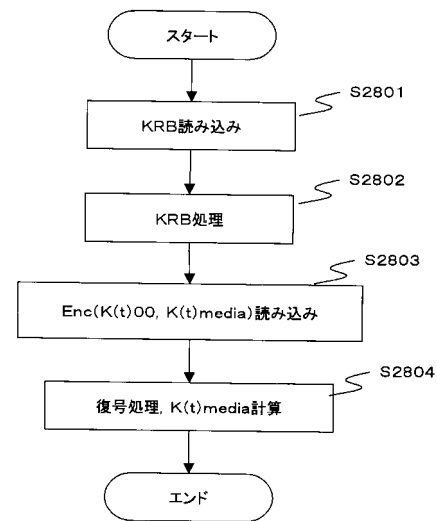 スタート
S2801
KRB読み込み
S2802
KRB処理
S2803
Enc(K(t)00, K(t)media)読み込み
S2804
復号処理, K(t)media計算
エンド